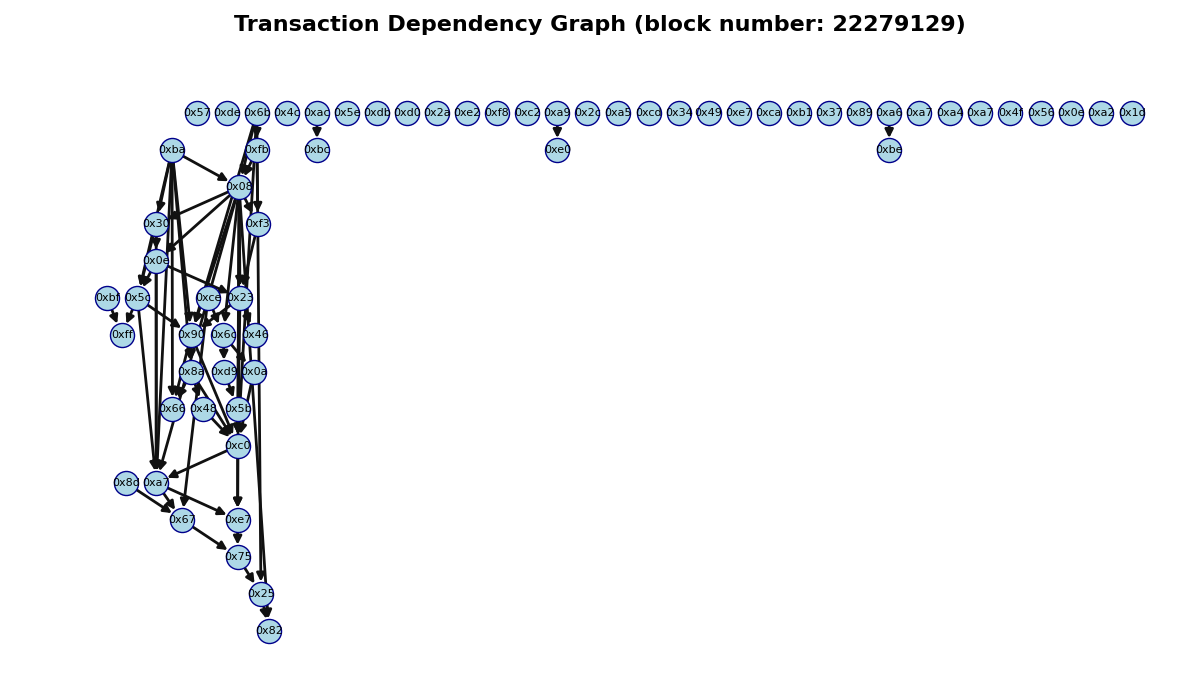 Transaction Dependency Graph (block number: 22279129)
0x57 0xde 0x6b 0x4c 0xac 0x5e 0xdb 0xd0 0x2a 0xe2 0xf8 0xc2 0xa9 0x2c 0xa5 0x34 0x49 0xe7 0xca 0xb1 0x37 0x89 0xa6 0xa7 0xa4 0xa7 0x4f 0x56 0x0e 0xa2
0xba 0xfb 0xbc 0xe0 0xbe
0x08
0x30 0xf3
0x0e
0xbf 0x5c 0xce 0x23
0xff 0x90 0x6c 0x46
0x8a 0xd9 0x0a
0x66 0x48 0x5b
0xc0
0xa7
0x67 0xe7
0x75
0x25
0x82